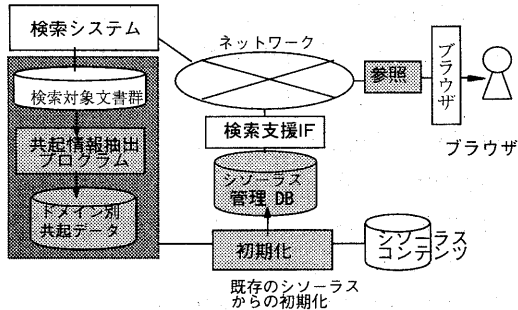 検索システム
ネットワーク
参照
ブラウザ
ブラウザ
検索対象文書群
検索支援IF
共起情報抽出
プログラム
シソーラス
管理 DB
ドメイン別
共起データ
初期化
シソーラス
コンテンツ
既存のシソーラス
からの初期化